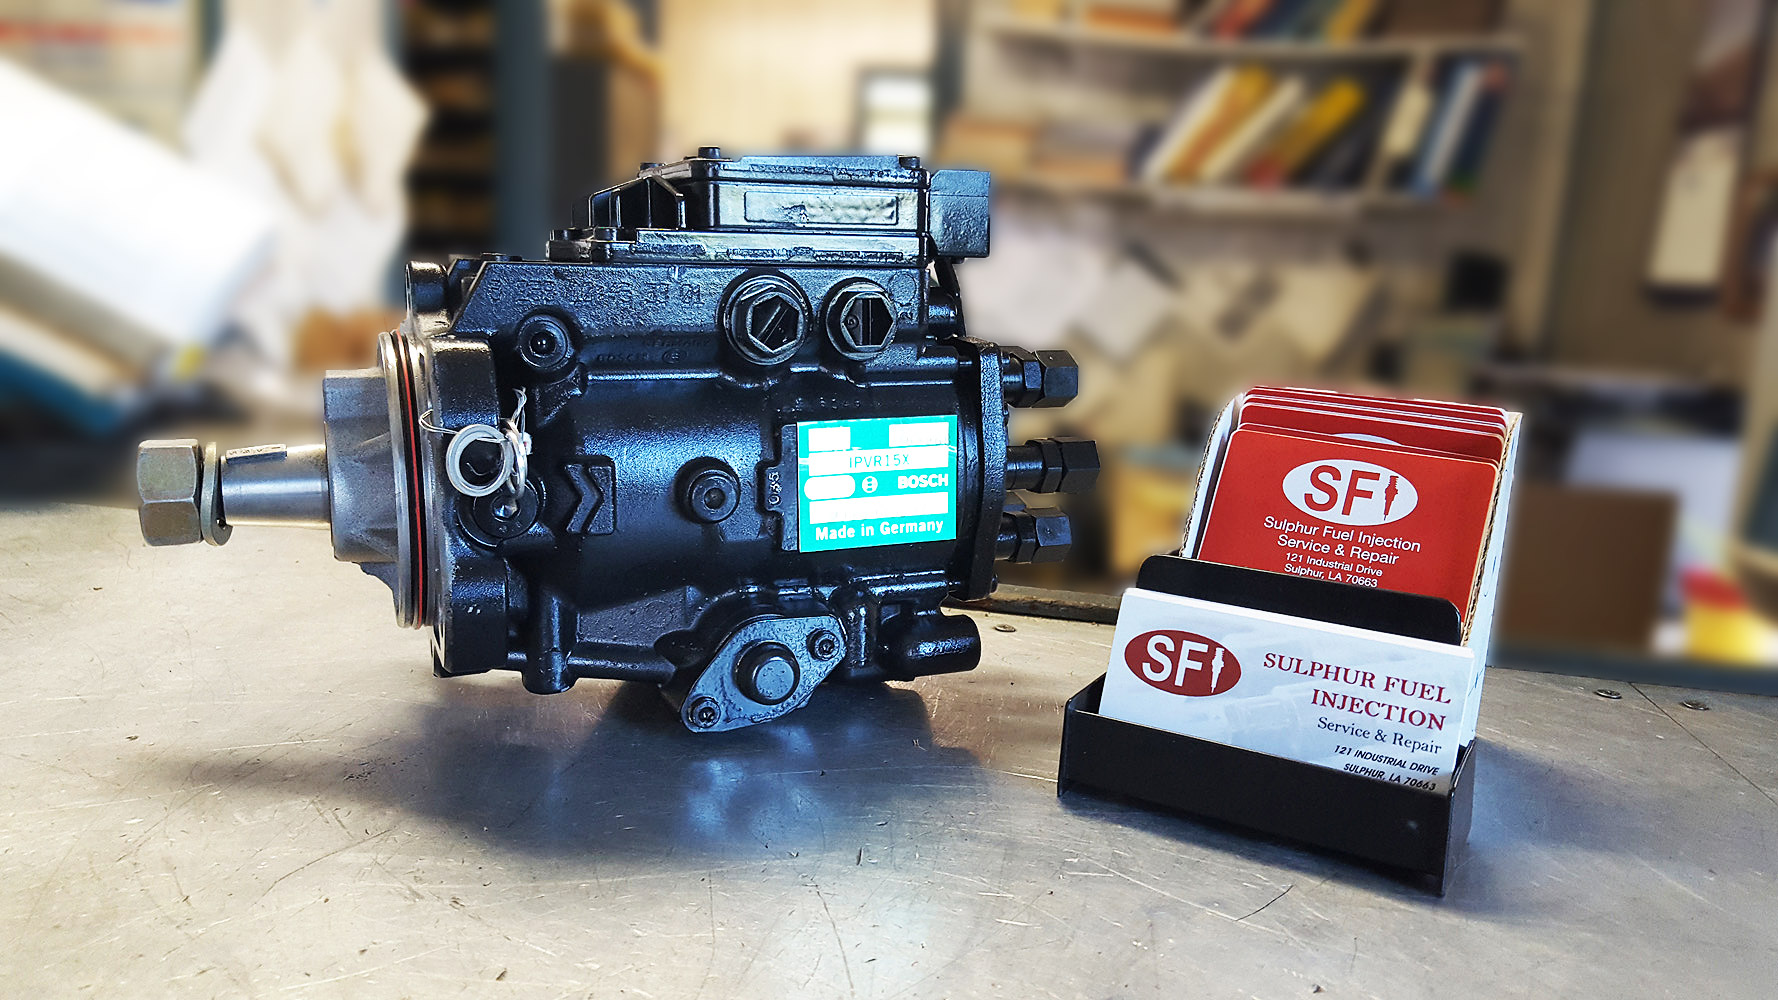 IPVR15X
BOSCH
Made in Germany
SFI
Sulphur Fuel Injection
Service & Repair
121 Industrial Drive
Sulphur, LA 70663
SFI
SULPHUR FUEL
INJECTION
Service & Repair
121 INDUSTRIAL DRIVE
SULPHUR, LA 70663